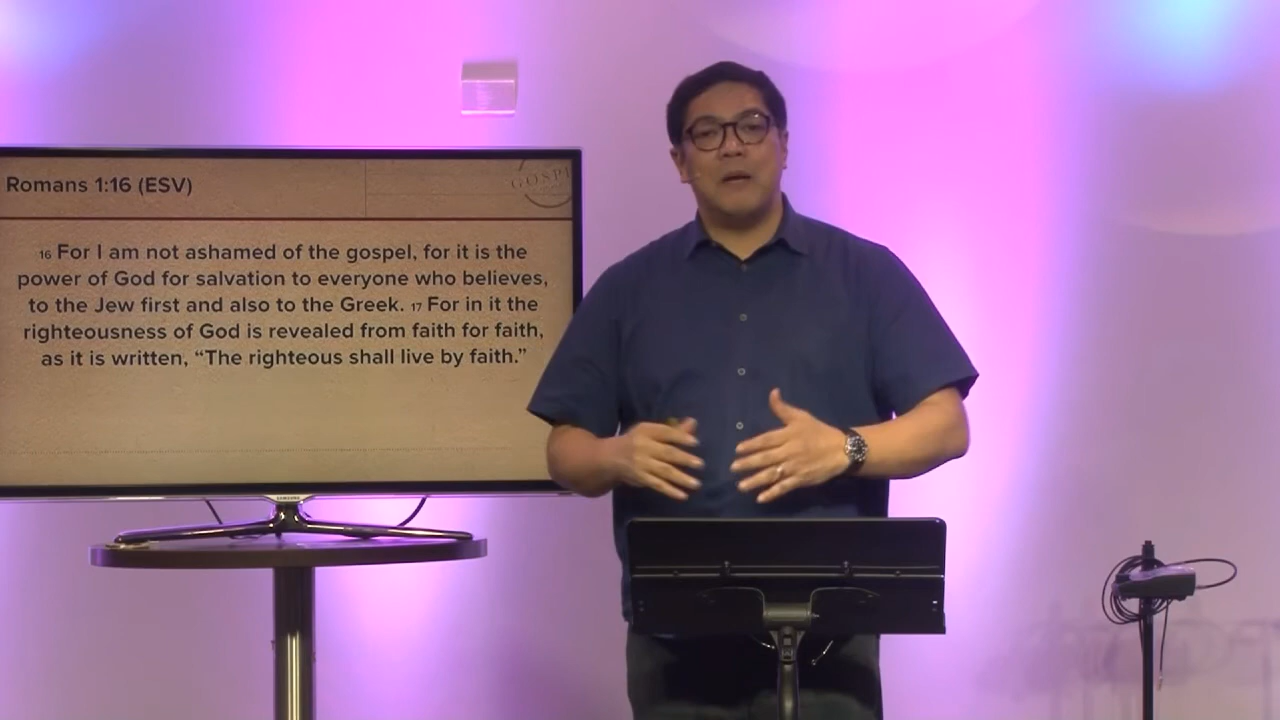 Romans 1:16 (ESV)
16 For I am not ashamed of the gospel, for it is the
power of God for salvation to everyone who believes,
to the Jew first and also to the Greek. 17 For in it the
righteousness of God is revealed from faith for faith,
as it is written, “The righteous shall live by faith.”
SAMSUNG